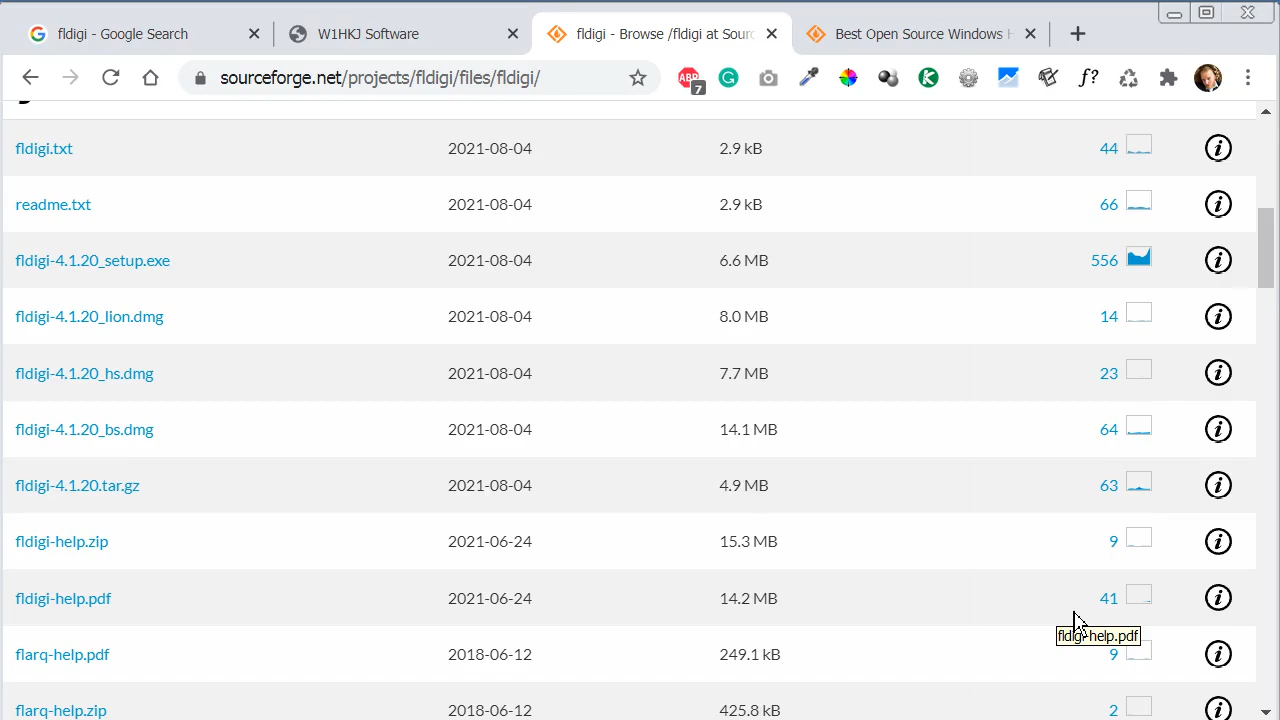 fldigi - Google Search
W1HKJ Software
fldigi - Browse /fldigi at Sour
Best Open Source Windows H
sourceforge.net/projects/fldigi/files/fldigi/
ABP
7
f?
fldigi.txt 2021-08-04 2.9 kB 44
readme.txt 2021-08-04 2.9 kB 66
fldigi-4.1.20_setup.exe 2021-08-04 6.6 MB 556
fldigi-4.1.20_lion.dmg 2021-08-04 8.0 MB 14
fldigi-4.1.20_hs.dmg 2021-08-04 7.7 MB 23
fldigi-4.1.20_bs.dmg 2021-08-04 14.1 MB 64
fldigi-4.1.20.tar.gz 2021-08-04 4.9 MB 63
fldigi-help.zip 2021-06-24 15.3 MB 9
fldigi-help.pdf 2021-06-24 14.2 MB 41
fldigi-help.pdf
flarq-help.pdf 2018-06-12 249.1 kB 9
flarq-help.zip 2018-06-12 425.8 kB 2